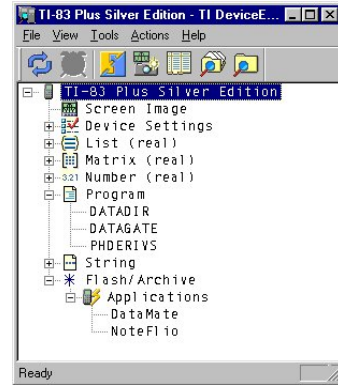 TI-83 Plus Silver Edition - TI DeviceE...
File View Tools Actions Help
TI-83 Plus Silver Edition
Screen Image
Device Settings
List (real)
Matrix (real)
3.21 Number (real)
Program
DATADIR
DATAGATE
PHDERIVS
String
Flash/Archive
Applications
DataMate
NoteFlio
Ready